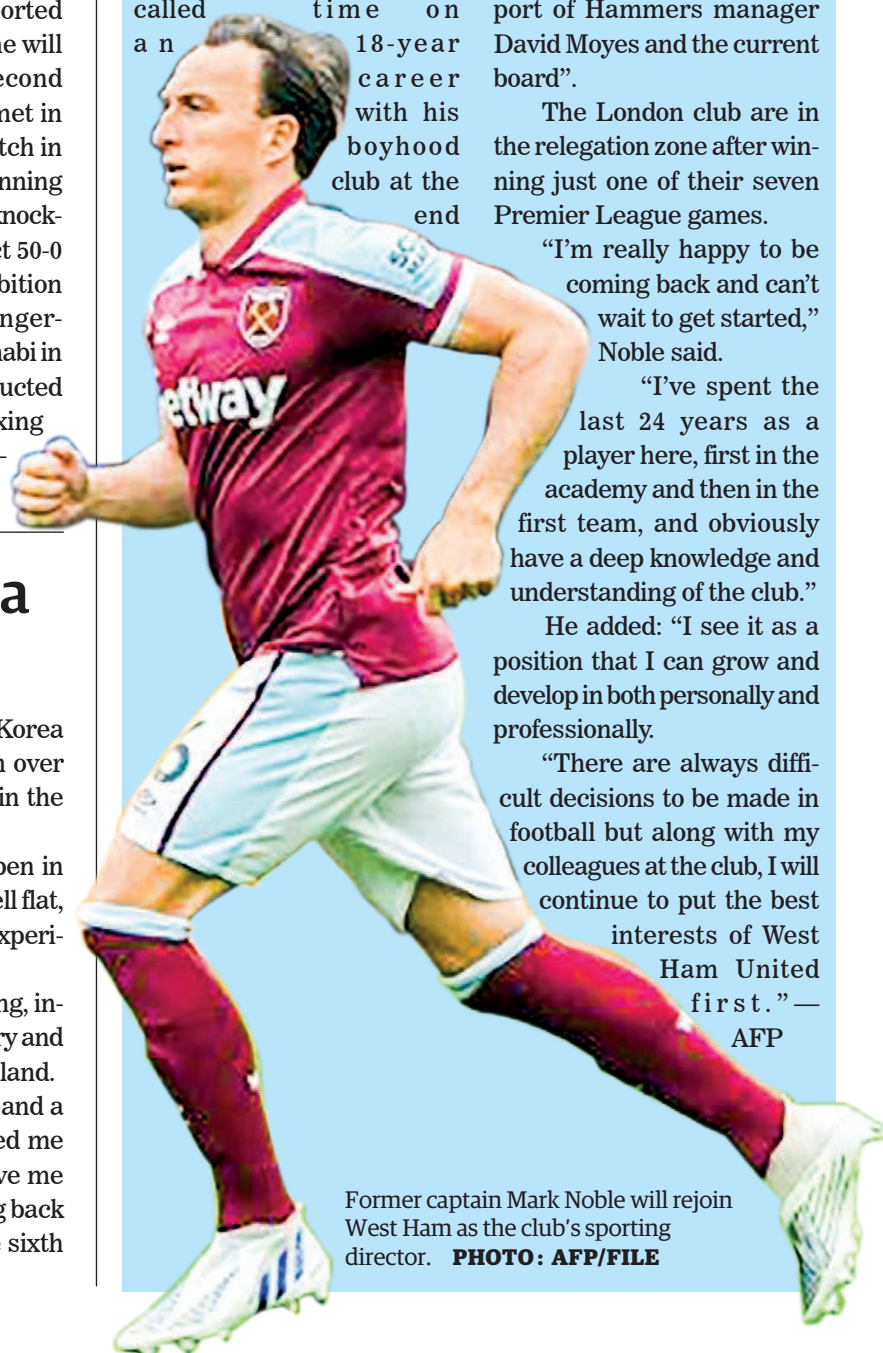 orted
e will
econd
met in
tch in
nning
knock-
ct 50-0
bition
nger-
habi in
ucted
xing
–
a
Korea
n over
in the
pen in
ell flat,
xperi-
ng, in-
ry and
land.
and a
ed me
ve me
g back
sixth
called time on
an 18-year
career
with his
boyhood
club at the
end
port of Hammers manager
David Moyes and the current
board”.
The London club are in
the relegation zone after win-
ning just one of their seven
Premier League games.
“I’m really happy to be
coming back and can’t
wait to get started,”
Noble said.
“I’ve spent the
last 24 years as a
player here, first in the
academy and then in the
first team, and obviously
have a deep knowledge and
understanding of the club.”
He added: “I see it as a
position that I can grow and
develop in both personally and
professionally.
“There are always diffi-
cult decisions to be made in
football but along with my
colleagues at the club, I will
continue to put the best
interests of West
Ham United
first.” —
AFP
etway
Former captain Mark Noble will rejoin
West Ham as the club’s sporting
director. PHOTO: AFP/FILE